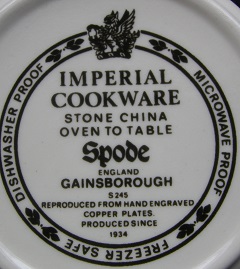 DISHWASHER PROOF
MICROWAVE PROOF
FREEZER SAFE
IMPERIAL
COOKWARE
STONE CHINA
OVEN TO TABLE
Spode
ENGLAND
GAINSBOROUGH
S 245
REPRODUCED FROM HAND ENGRAVED
COPPER PLATES.
PRODUCED SINCE
1934